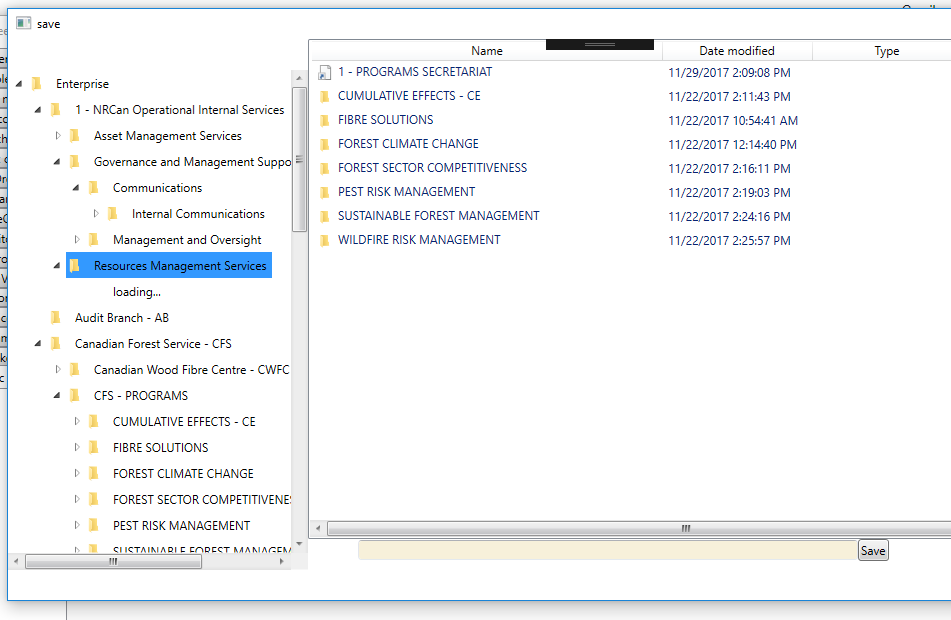 save
Name Date modified Type
Enterprise
1 - NRCan Operational Internal Services
Asset Management Services
Governance and Management Suppo
Communications
Internal Communications
Management and Oversight
Resources Management Services
loading...
Audit Branch - AB
Canadian Forest Service - CFS
Canadian Wood Fibre Centre - CWFC
CFS - PROGRAMS
CUMULATIVE EFFECTS - CE
FIBRE SOLUTIONS
FOREST CLIMATE CHANGE
FOREST SECTOR COMPETITIVENES
PEST RISK MANAGEMENT
SUSTAINABLE FOREST MANAGEM
1 - PROGRAMS SECRETARIAT 11/29/2017 2:09:08 PM
CUMULATIVE EFFECTS - CE 11/22/2017 2:11:43 PM
FIBRE SOLUTIONS 11/22/2017 10:54:41 AM
FOREST CLIMATE CHANGE 11/22/2017 12:14:40 PM
FOREST SECTOR COMPETITIVENESS 11/22/2017 2:16:11 PM
PEST RISK MANAGEMENT 11/22/2017 2:19:03 PM
SUSTAINABLE FOREST MANAGEMENT 11/22/2017 2:24:16 PM
WILDFIRE RISK MANAGEMENT 11/22/2017 2:25:57 PM
Save